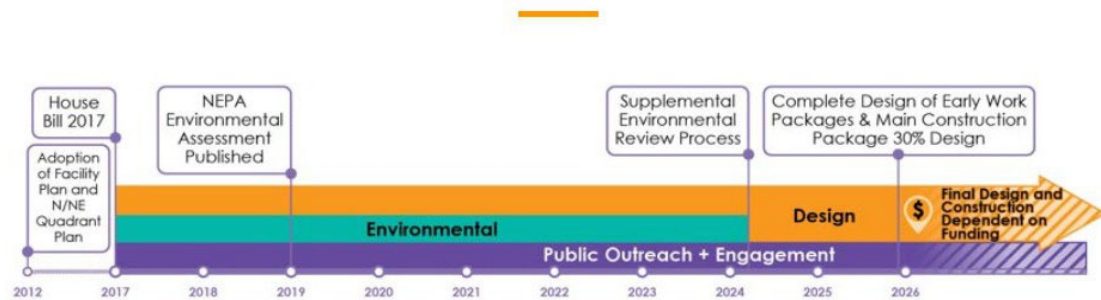 House
Bill 2017
Adoption
of Facility
Plan and
N/NE
Quadrant
Plan
NEPA
Environmental
Assessment
Published
Supplemental
Environmental
Review Process
Complete Design of Early Work
Packages & Main Construction
Package 30% Design
Environmental
Design
$
Final Design and
Construction
Dependent on
Funding
Public Outreach + Engagement
2012
2017
2018
2019
2020
2021
2022
2023
2024
2025
2026